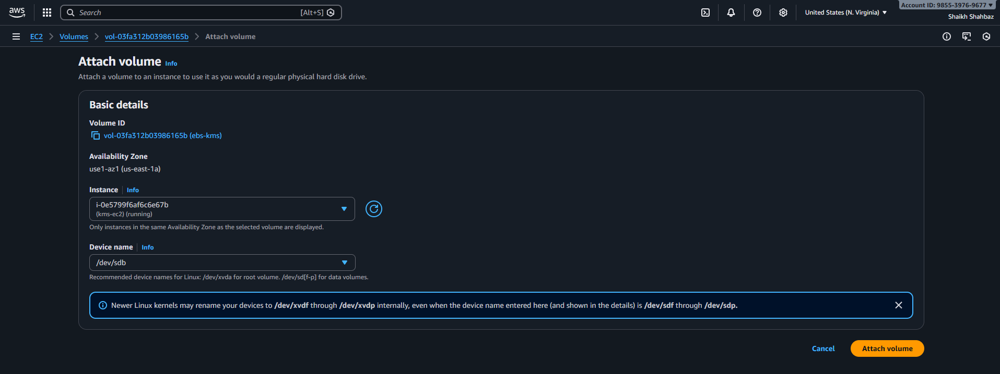 aws
Search [Alt+S]
United States (N. Virginia)
Account ID: 9855-3976-9677
Shaikh Shahbaz
EC2 > Volumes > vol-03fa312b03986165b > Attach volume
Attach volume Info
Attach a volume to an instance to use it as you would a regular physical hard disk drive.
Basic details
Volume ID
vol-03fa312b03986165b (ebs-kms)
Availability Zone
use1-az1 (us-east-1a)
Instance | Info
i-0e5799f6af6c6e67b
(kms-ec2) (running)
Only instances in the same Availability Zone as the selected volume are displayed.
Device name | Info
/dev/sdb
Recommended device names for Linux: /dev/xvda for root volume. /dev/sd[f-p] for data volumes.
Newer Linux kernels may rename your devices to /dev/xvdf through /dev/xvdp internally, even when the device name entered here (and shown in the details) is /dev/sdf through /dev/sdp.
Cancel
Attach volume